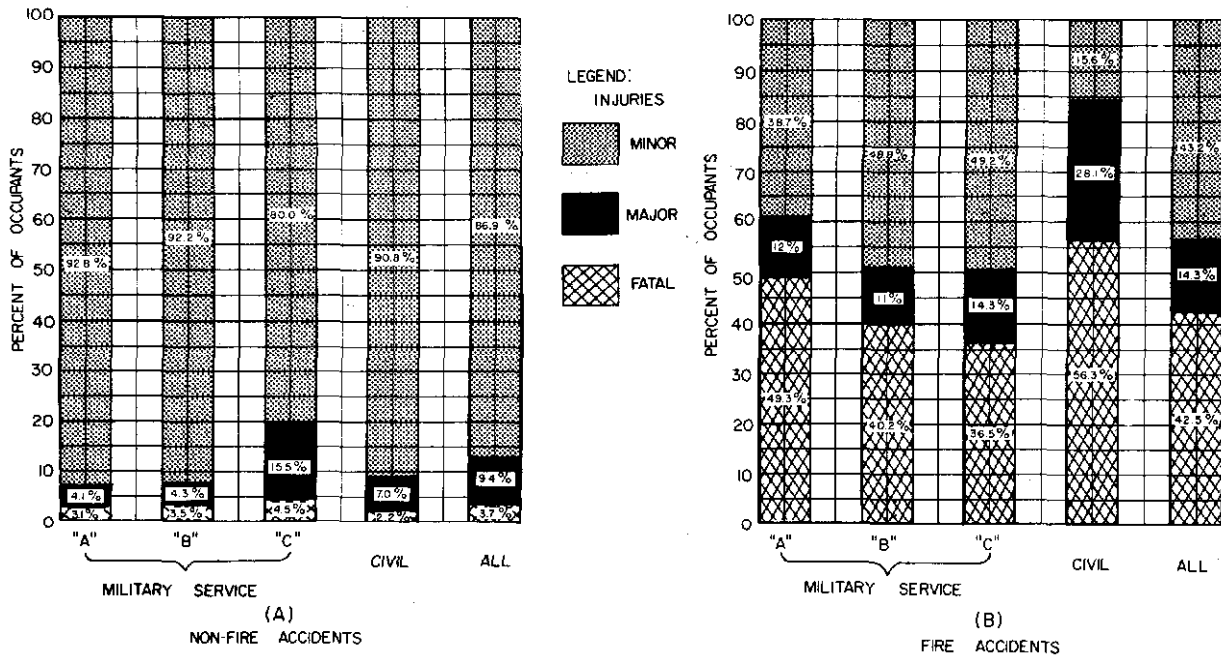 100
90
80
70
60
50
40
30
20
10
0
PERCENT OF OCCUPANTS
92.8%
92.2%
80.0%
90.8%
86.9%
4.1%
4.3%
15.5%
7.0%
9.4%
3.1%
3.5%
4.5%
2.2%
3.7%
"A"
"B"
"C"
CIVIL
ALL
MILITARY SERVICE
(A)
NON-FIRE ACCIDENTS
LEGEND:
INJURIES
MINOR
MAJOR
FATAL
100
90
80
70
60
50
40
30
20
10
0
PERCENT OF OCCUPANTS
38.7%
48.8%
49.2%
15.6%
43.2%
12%
11%
14.3%
28.1%
14.3%
49.3%
40.2%
36.5%
56.3%
42.5%
"A"
"B"
"C"
CIVIL
ALL
MILITARY SERVICE
(B)
FIRE ACCIDENTS